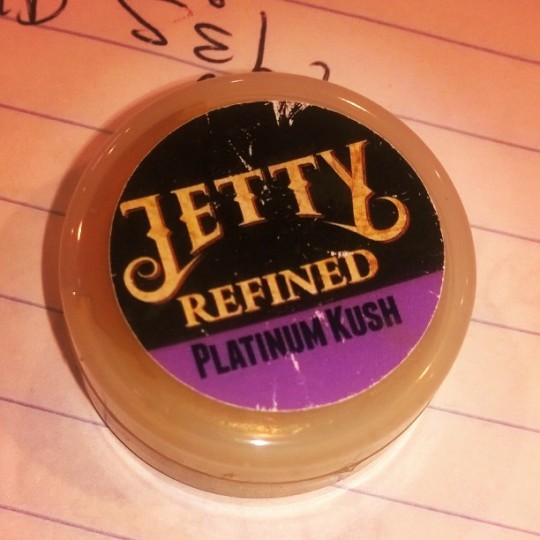 JETTY
REFINED
PLATINUM KUSH